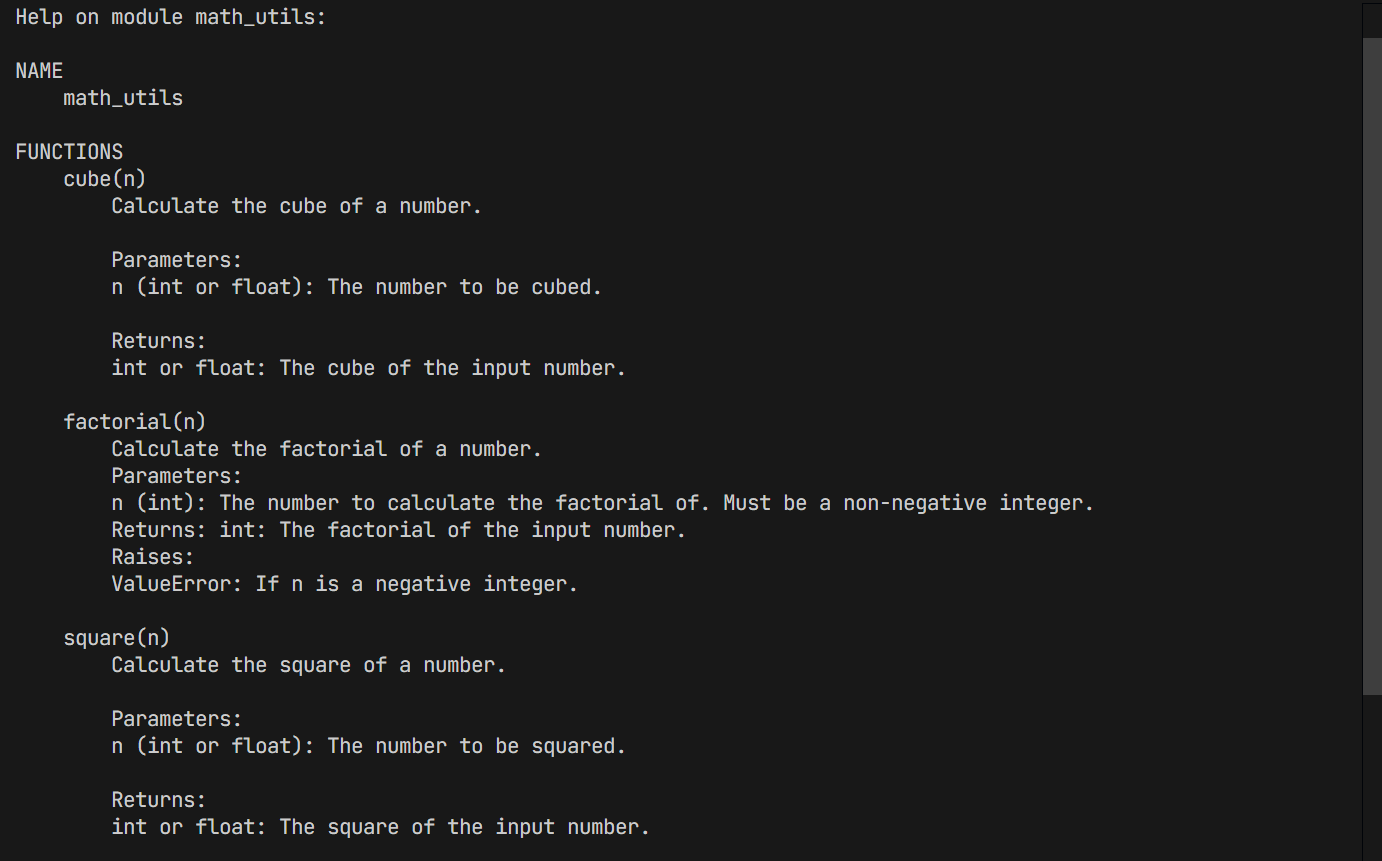 Help on module math_utils:

NAME
    math_utils

FUNCTIONS
    cube(n)
        Calculate the cube of a number.

        Parameters:
        n (int or float): The number to be cubed.

        Returns:
        int or float: The cube of the input number.

    factorial(n)
        Calculate the factorial of a number.
        Parameters:
        n (int): The number to calculate the factorial of. Must be a non-negative integer.
        Returns: int: The factorial of the input number.
        Raises:
        ValueError: If n is a negative integer.

    square(n)
        Calculate the square of a number.

        Parameters:
        n (int or float): The number to be squared.

        Returns:
        int or float: The square of the input number.